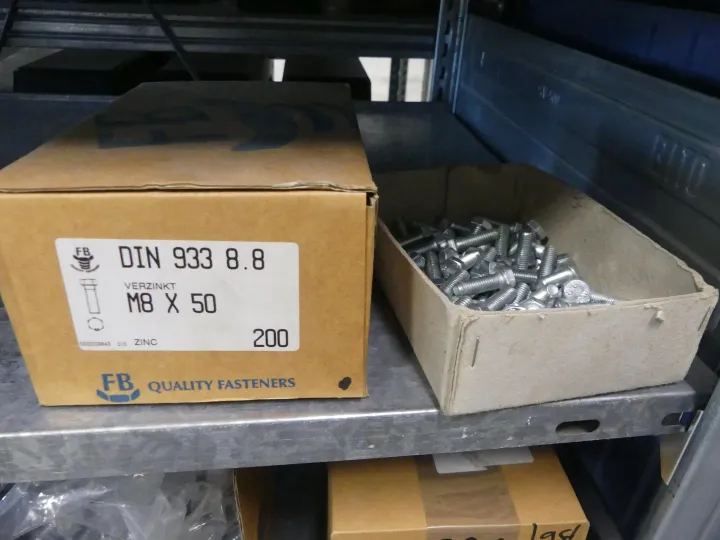 FB
DIN 933 8.8
VERZINKT
M8 X 50
ZINC
200
FB QUALITY FASTENERS